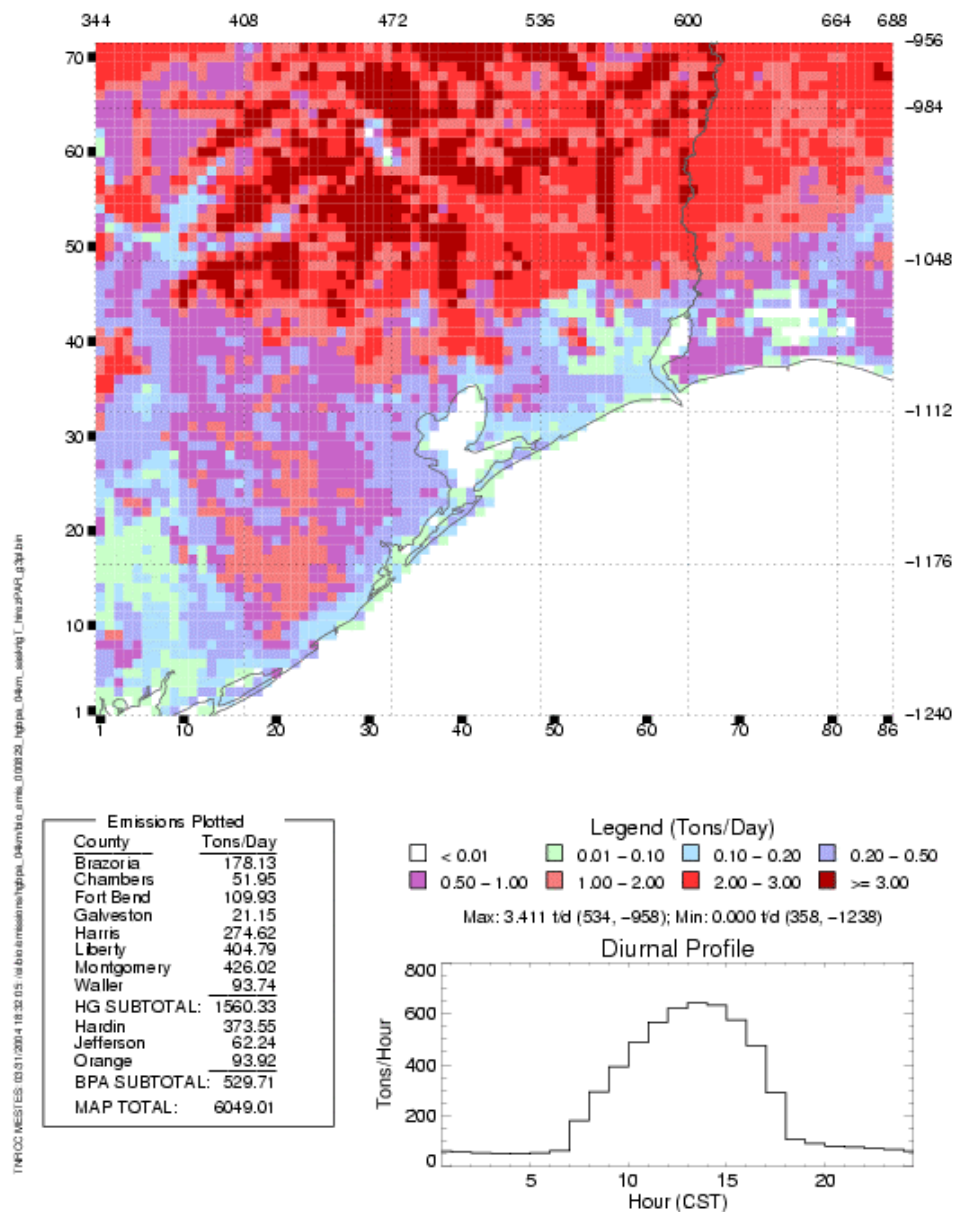 344 408 472 536 600 664 688
70 -956
-984
60
50
-1048
40
-1112
30
20
-1176
10
1 -1240
1 10 20 30 40 50 60 70 80 86
Emissions Plotted
County Tons/Day
Brazoria 178.13
Chambers 51.95
Fort Bend 109.93
Galveston 21.15
Harris 274.62
Liberty 404.79
Montgomery 426.02
Waller 93.74
HG SUBTOTAL: 1560.33
Hardin 373.55
Jefferson 62.24
Orange 93.92
BPA SUBTOTAL: 529.71
MAP TOTAL: 6049.01
Legend (Tons/Day)
< 0.01 0.01 - 0.10 0.10 - 0.20 0.20 - 0.50
0.50 - 1.00 1.00 - 2.00 2.00 - 3.00 >= 3.00
Max: 3.411 t/d (534, -958); Min: 0.000 t/d (358, -1238)
Diurnal Profile
800
600
400
200
0
Tons/Hour
5 10 15 20
Hour (CST)